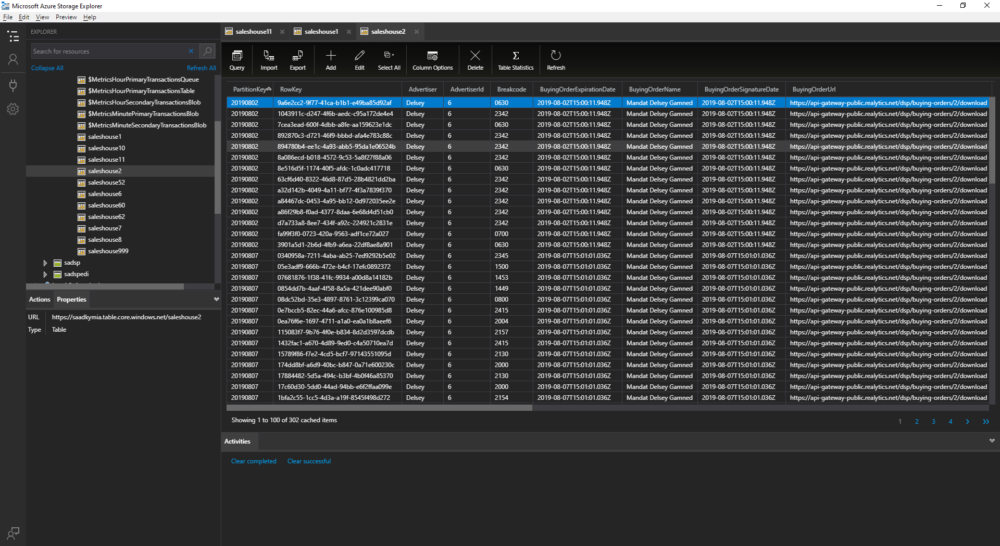 Microsoft Azure Storage Explorer
File Edit View Preview Help
EXPLORER
Search for resources
Collapse All Refresh All
$MetricsHourPrimaryTransactionsQueue
$MetricsHourPrimaryTransactionsTable
$MetricsHourSecondaryTransactionsBlob
$MetricsMinutePrimaryTransactionsBlob
$MetricsMinuteSecondaryTransactionsBlob
saleshouse1
saleshouse10
saleshouse11
saleshouse2
saleshouse52
saleshouse6
saleshouse60
saleshouse62
saleshouse7
saleshouse8
saleshouse999
sadsp
sadspedi
Actions Properties
URL https://saadkymia.table.core.windows.net/saleshouse2
Type Table
saleshouse11 saleshouse1 saleshouse2
Query Import Export Add Edit Select All Column Options Delete Table Statistics Refresh
PartitionKey RowKey Advertiser AdvertiserId Breakcode BuyingOrderExpirationDate BuyingOrderName BuyingOrderSignatureDate BuyingOrderUrl
20190802 9a6e2cc2-9f77-41ca-b1b1-e49ba85d92af Delsey 6 0630 2019-08-02T15:00:11.948Z Mandat Delsey Gamned 2019-08-02T15:00:11.948Z https://api-gateway-public.realytics.net/dsp/buying-orders/2/download
20190802 1043911c-d247-4f6b-aedc-c95a172de4e4 Delsey 6 2342 2019-08-02T15:00:11.948Z Mandat Delsey Gamned 2019-08-02T15:00:11.948Z https://api-gateway-public.realytics.net/dsp/buying-orders/2/download
20190802 7cea3ead-600f-4dbb-a8fe-aa159623e1dc Delsey 6 0630 2019-08-02T15:00:11.948Z Mandat Delsey Gamned 2019-08-02T15:00:11.948Z https://api-gateway-public.realytics.net/dsp/buying-orders/2/download
20190802 892870c3-d721-46f9-bbbd-afa4e783c88c Delsey 6 2342 2019-08-02T15:00:11.948Z Mandat Delsey Gamned 2019-08-02T15:00:11.948Z https://api-gateway-public.realytics.net/dsp/buying-orders/2/download
20190802 894780b4-ee1c-4a93-abb5-95da1e06524b Delsey 6 2342 2019-08-02T15:00:11.948Z Mandat Delsey Gamned 2019-08-02T15:00:11.948Z https://api-gateway-public.realytics.net/dsp/buying-orders/2/download
20190802 8a086ecd-b018-4572-9c53-5a8f27f88a06 Delsey 6 2342 2019-08-02T15:00:11.948Z Mandat Delsey Gamned 2019-08-02T15:00:11.948Z https://api-gateway-public.realytics.net/dsp/buying-orders/2/download
20190802 8e516d5f-1174-40f5-afdc-1c0adc417718 Delsey 6 0630 2019-08-02T15:00:11.948Z Mandat Delsey Gamned 2019-08-02T15:00:11.948Z https://api-gateway-public.realytics.net/dsp/buying-orders/2/download
20190802 63cf6d40-8322-46d8-87d5-28b4821dd2ba Delsey 6 2342 2019-08-02T15:00:11.948Z Mandat Delsey Gamned 2019-08-02T15:00:11.948Z https://api-gateway-public.realytics.net/dsp/buying-orders/2/download
20190802 a32d142b-4049-4a11-bf77-4f3a7839f370 Delsey 6 2342 2019-08-02T15:00:11.948Z Mandat Delsey Gamned 2019-08-02T15:00:11.948Z https://api-gateway-public.realytics.net/dsp/buying-orders/2/download
20190802 a84467dc-0453-4a95-bb12-0d972035ee2e Delsey 6 2342 2019-08-02T15:00:11.948Z Mandat Delsey Gamned 2019-08-02T15:00:11.948Z https://api-gateway-public.realytics.net/dsp/buying-orders/2/download
20190802 a86f29b8-f0ad-4377-8daa-6e68d4d51cb0 Delsey 6 2342 2019-08-02T15:00:11.948Z Mandat Delsey Gamned 2019-08-02T15:00:11.948Z https://api-gateway-public.realytics.net/dsp/buying-orders/2/download
20190802 d7a733a8-8ee7-434f-a92c-224921c2831e Delsey 6 2342 2019-08-02T15:00:11.948Z Mandat Delsey Gamned 2019-08-02T15:00:11.948Z https://api-gateway-public.realytics.net/dsp/buying-orders/2/download
20190802 fa99f3f0-0723-420a-9563-adf1ce72a027 Delsey 6 0700 2019-08-02T15:00:11.948Z Mandat Delsey Gamned 2019-08-02T15:00:11.948Z https://api-gateway-public.realytics.net/dsp/buying-orders/2/download
20190802 3901a5d1-2b6d-4fb9-a6ea-22df8ae8a901 Delsey 6 0630 2019-08-02T15:00:11.948Z Mandat Delsey Gamned 2019-08-02T15:00:11.948Z https://api-gateway-public.realytics.net/dsp/buying-orders/2/download
20190807 0340958a-7211-4aba-ab25-7ed9292b5e02 Delsey 6 2345 2019-08-07T15:01:01.036Z Mandat Delsey Gamned 2019-08-07T15:01:01.036Z https://api-gateway-public.realytics.net/dsp/buying-orders/2/download
20190807 05e3adf9-666b-472e-b4cf-17efc0892372 Delsey 6 1500 2019-08-07T15:01:01.036Z Mandat Delsey Gamned 2019-08-07T15:01:01.036Z https://api-gateway-public.realytics.net/dsp/buying-orders/2/download
20190807 07681876-1f38-41fc-9934-a00d8a14182b Delsey 6 1453 2019-08-07T15:01:01.036Z Mandat Delsey Gamned 2019-08-07T15:01:01.036Z https://api-gateway-public.realytics.net/dsp/buying-orders/2/download
20190807 0854dd7b-4aaf-4f58-8a5a-421dee90abf0 Delsey 6 1449 2019-08-07T15:01:01.036Z Mandat Delsey Gamned 2019-08-07T15:01:01.036Z https://api-gateway-public.realytics.net/dsp/buying-orders/2/download
20190807 08dc52bd-35e3-4897-8761-3c12399ca070 Delsey 6 0800 2019-08-07T15:01:01.036Z Mandat Delsey Gamned 2019-08-07T15:01:01.036Z https://api-gateway-public.realytics.net/dsp/buying-orders/2/download
20190807 0e7bccb5-82ec-44a6-afcc-876e100985d8 Delsey 6 2415 2019-08-07T15:01:01.036Z Mandat Delsey Gamned 2019-08-07T15:01:01.036Z https://api-gateway-public.realytics.net/dsp/buying-orders/2/download
20190807 0ea76f6e-1697-4711-a1a0-ea0a1b8aeef6 Delsey 6 2004 2019-08-07T15:01:01.036Z Mandat Delsey Gamned 2019-08-07T15:01:01.036Z https://api-gateway-public.realytics.net/dsp/buying-orders/2/download
20190807 115083f7-9b76-4f0e-b834-8d2d3597dcdb Delsey 6 2157 2019-08-07T15:01:01.036Z Mandat Delsey Gamned 2019-08-07T15:01:01.036Z https://api-gateway-public.realytics.net/dsp/buying-orders/2/download
20190807 1432fac1-a670-4d89-9ed0-c4a50710ea7d Delsey 6 2415 2019-08-07T15:01:01.036Z Mandat Delsey Gamned 2019-08-07T15:01:01.036Z https://api-gateway-public.realytics.net/dsp/buying-orders/2/download
20190807 15789f86-f7e2-4cd5-bcf7-97143551095d Delsey 6 2130 2019-08-07T15:01:01.036Z Mandat Delsey Gamned 2019-08-07T15:01:01.036Z https://api-gateway-public.realytics.net/dsp/buying-orders/2/download
20190807 174dd8bf-a6d9-40bc-b847-0a71e600230c Delsey 6 2000 2019-08-07T15:01:01.036Z Mandat Delsey Gamned 2019-08-07T15:01:01.036Z https://api-gateway-public.realytics.net/dsp/buying-orders/2/download
20190807 17884482-5d5a-494c-b3bf-4b0f46a85370 Delsey 6 2130 2019-08-07T15:01:01.036Z Mandat Delsey Gamned 2019-08-07T15:01:01.036Z https://api-gateway-public.realytics.net/dsp/buying-orders/2/download
20190807 17c60d30-5dd0-44ad-94bb-e6f2ffaa099e Delsey 6 2000 2019-08-07T15:01:01.036Z Mandat Delsey Gamned 2019-08-07T15:01:01.036Z https://api-gateway-public.realytics.net/dsp/buying-orders/2/download
20190807 1bfa2c55-1cc5-4d3a-a19f-8545f498d272 Delsey 6 2154 2019-08-07T15:01:01.036Z Mandat Delsey Gamned 2019-08-07T15:01:01.036Z https://api-gateway-public.realytics.net/dsp/buying-orders/2/download
Showing 1 to 100 of 302 cached items
1 2 3 4
Activities
Clear completed Clear successful